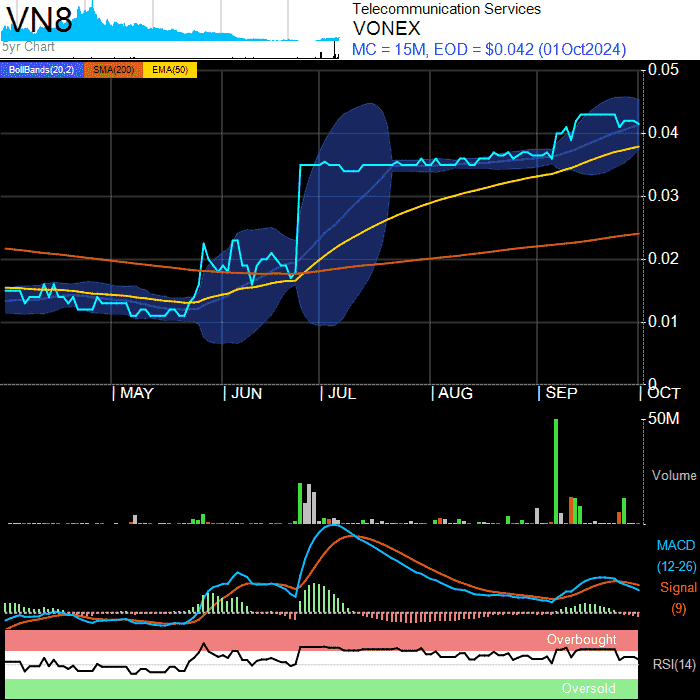 VN8
5yr Chart
Telecommunication Services
VONEX
MC = 15M, EOD = $0.042 (01Oct2024)
BollBands(20,2) SMA(200) EMA(50)
0.05
0.04
0.03
0.02
0.01
0
MAY JUN JUL AUG SEP OCT
50M
Volume
MACD
(12-26)
Signal
(9)
Overbought
RSI(14)
Oversold